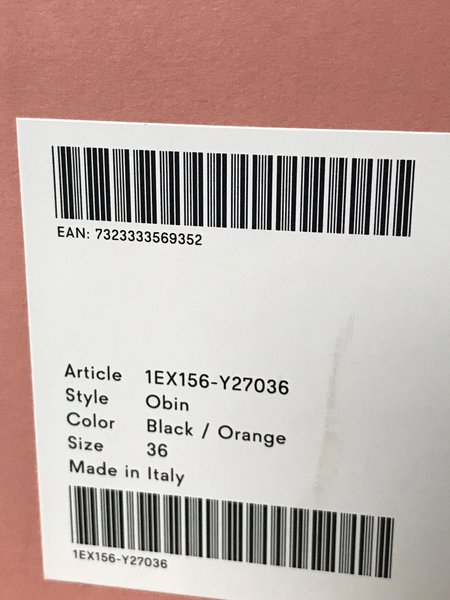 EAN: 7323333569352
Article 1EX156-Y27036
Style Obin
Color Black / Orange
Size 36
Made in Italy
1EX156-Y27036